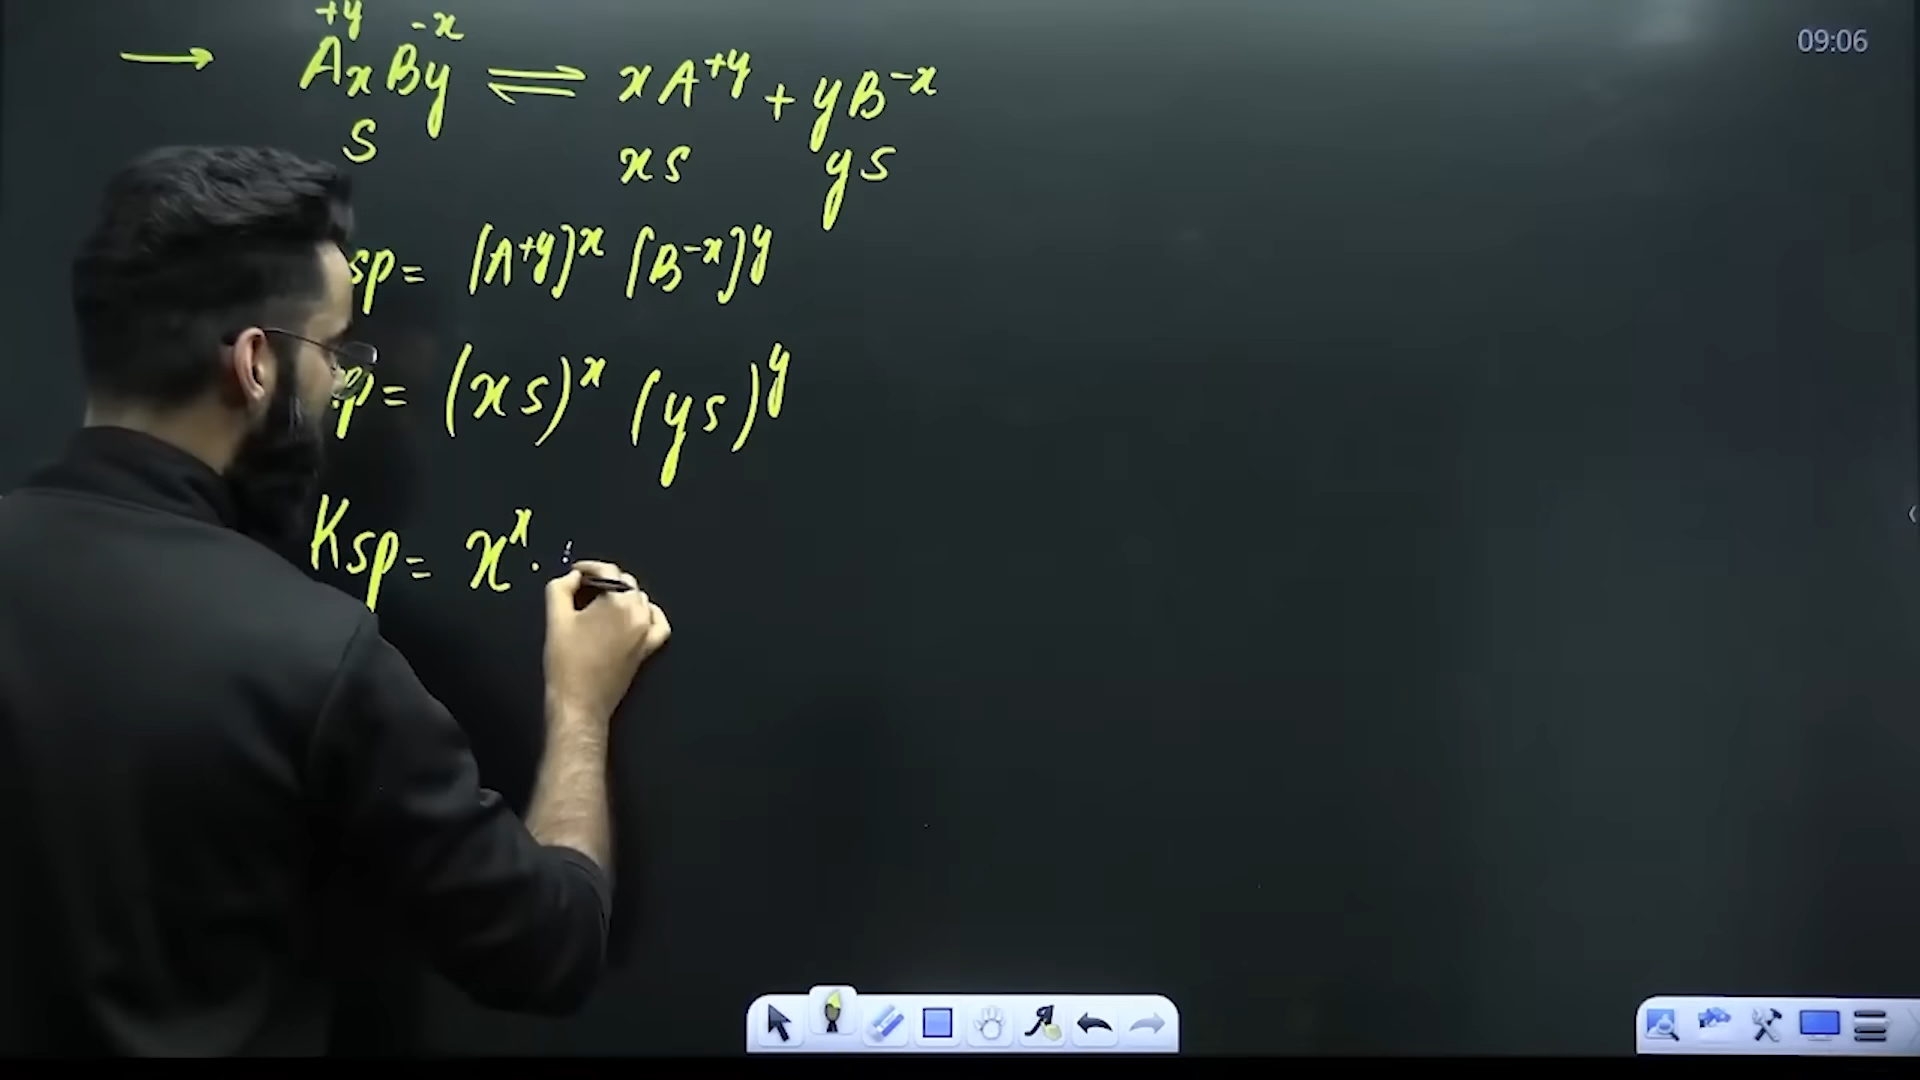 09:06
+y -x
→ AxBy ⇌ xA⁺ʸ + yB⁻ˣ
S xs ys
sp= [A⁺ʸ]ˣ [B⁻ˣ]ʸ
p= (xs)ˣ (ys)ʸ
Ksp= xˣ .